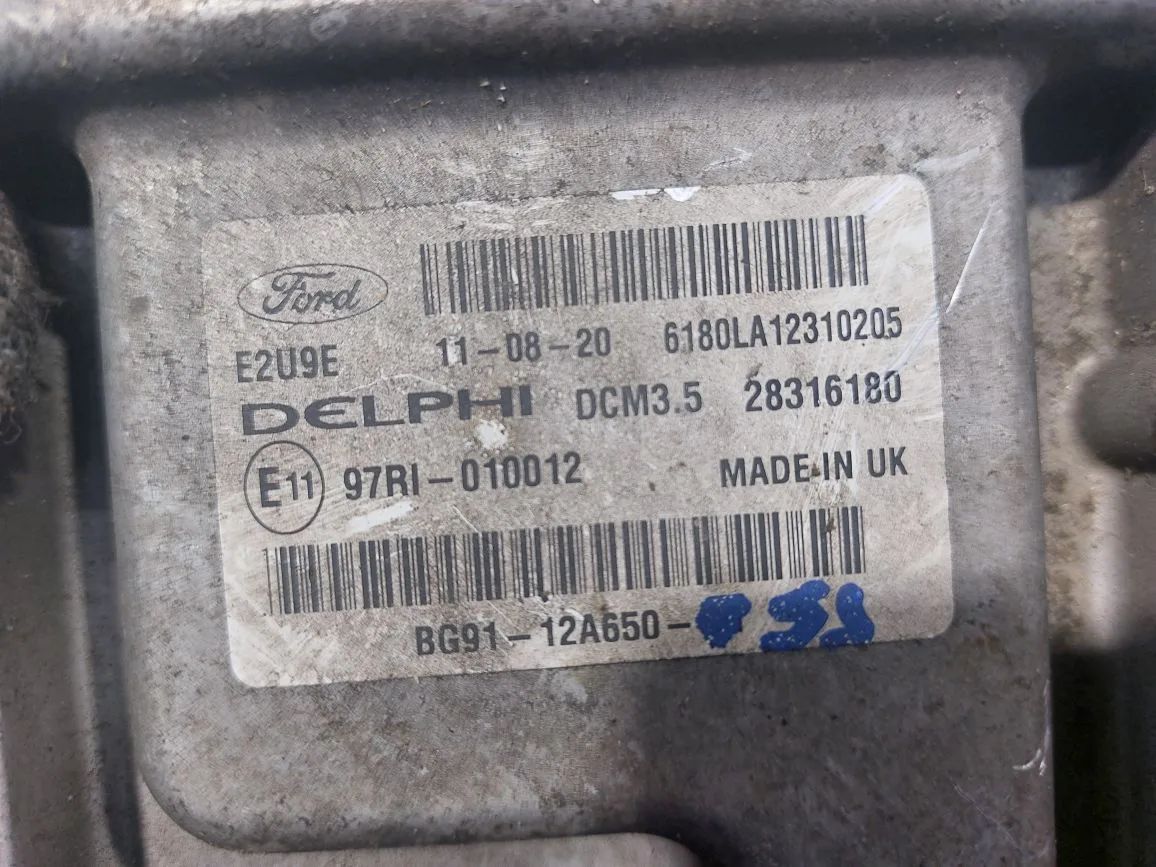 Ford
E2U9E 11-08-20 6180LA12310205
DELPHI DCM3.5 28316180
E11 97RI-010012 MADE IN UK
BG91-12A650-